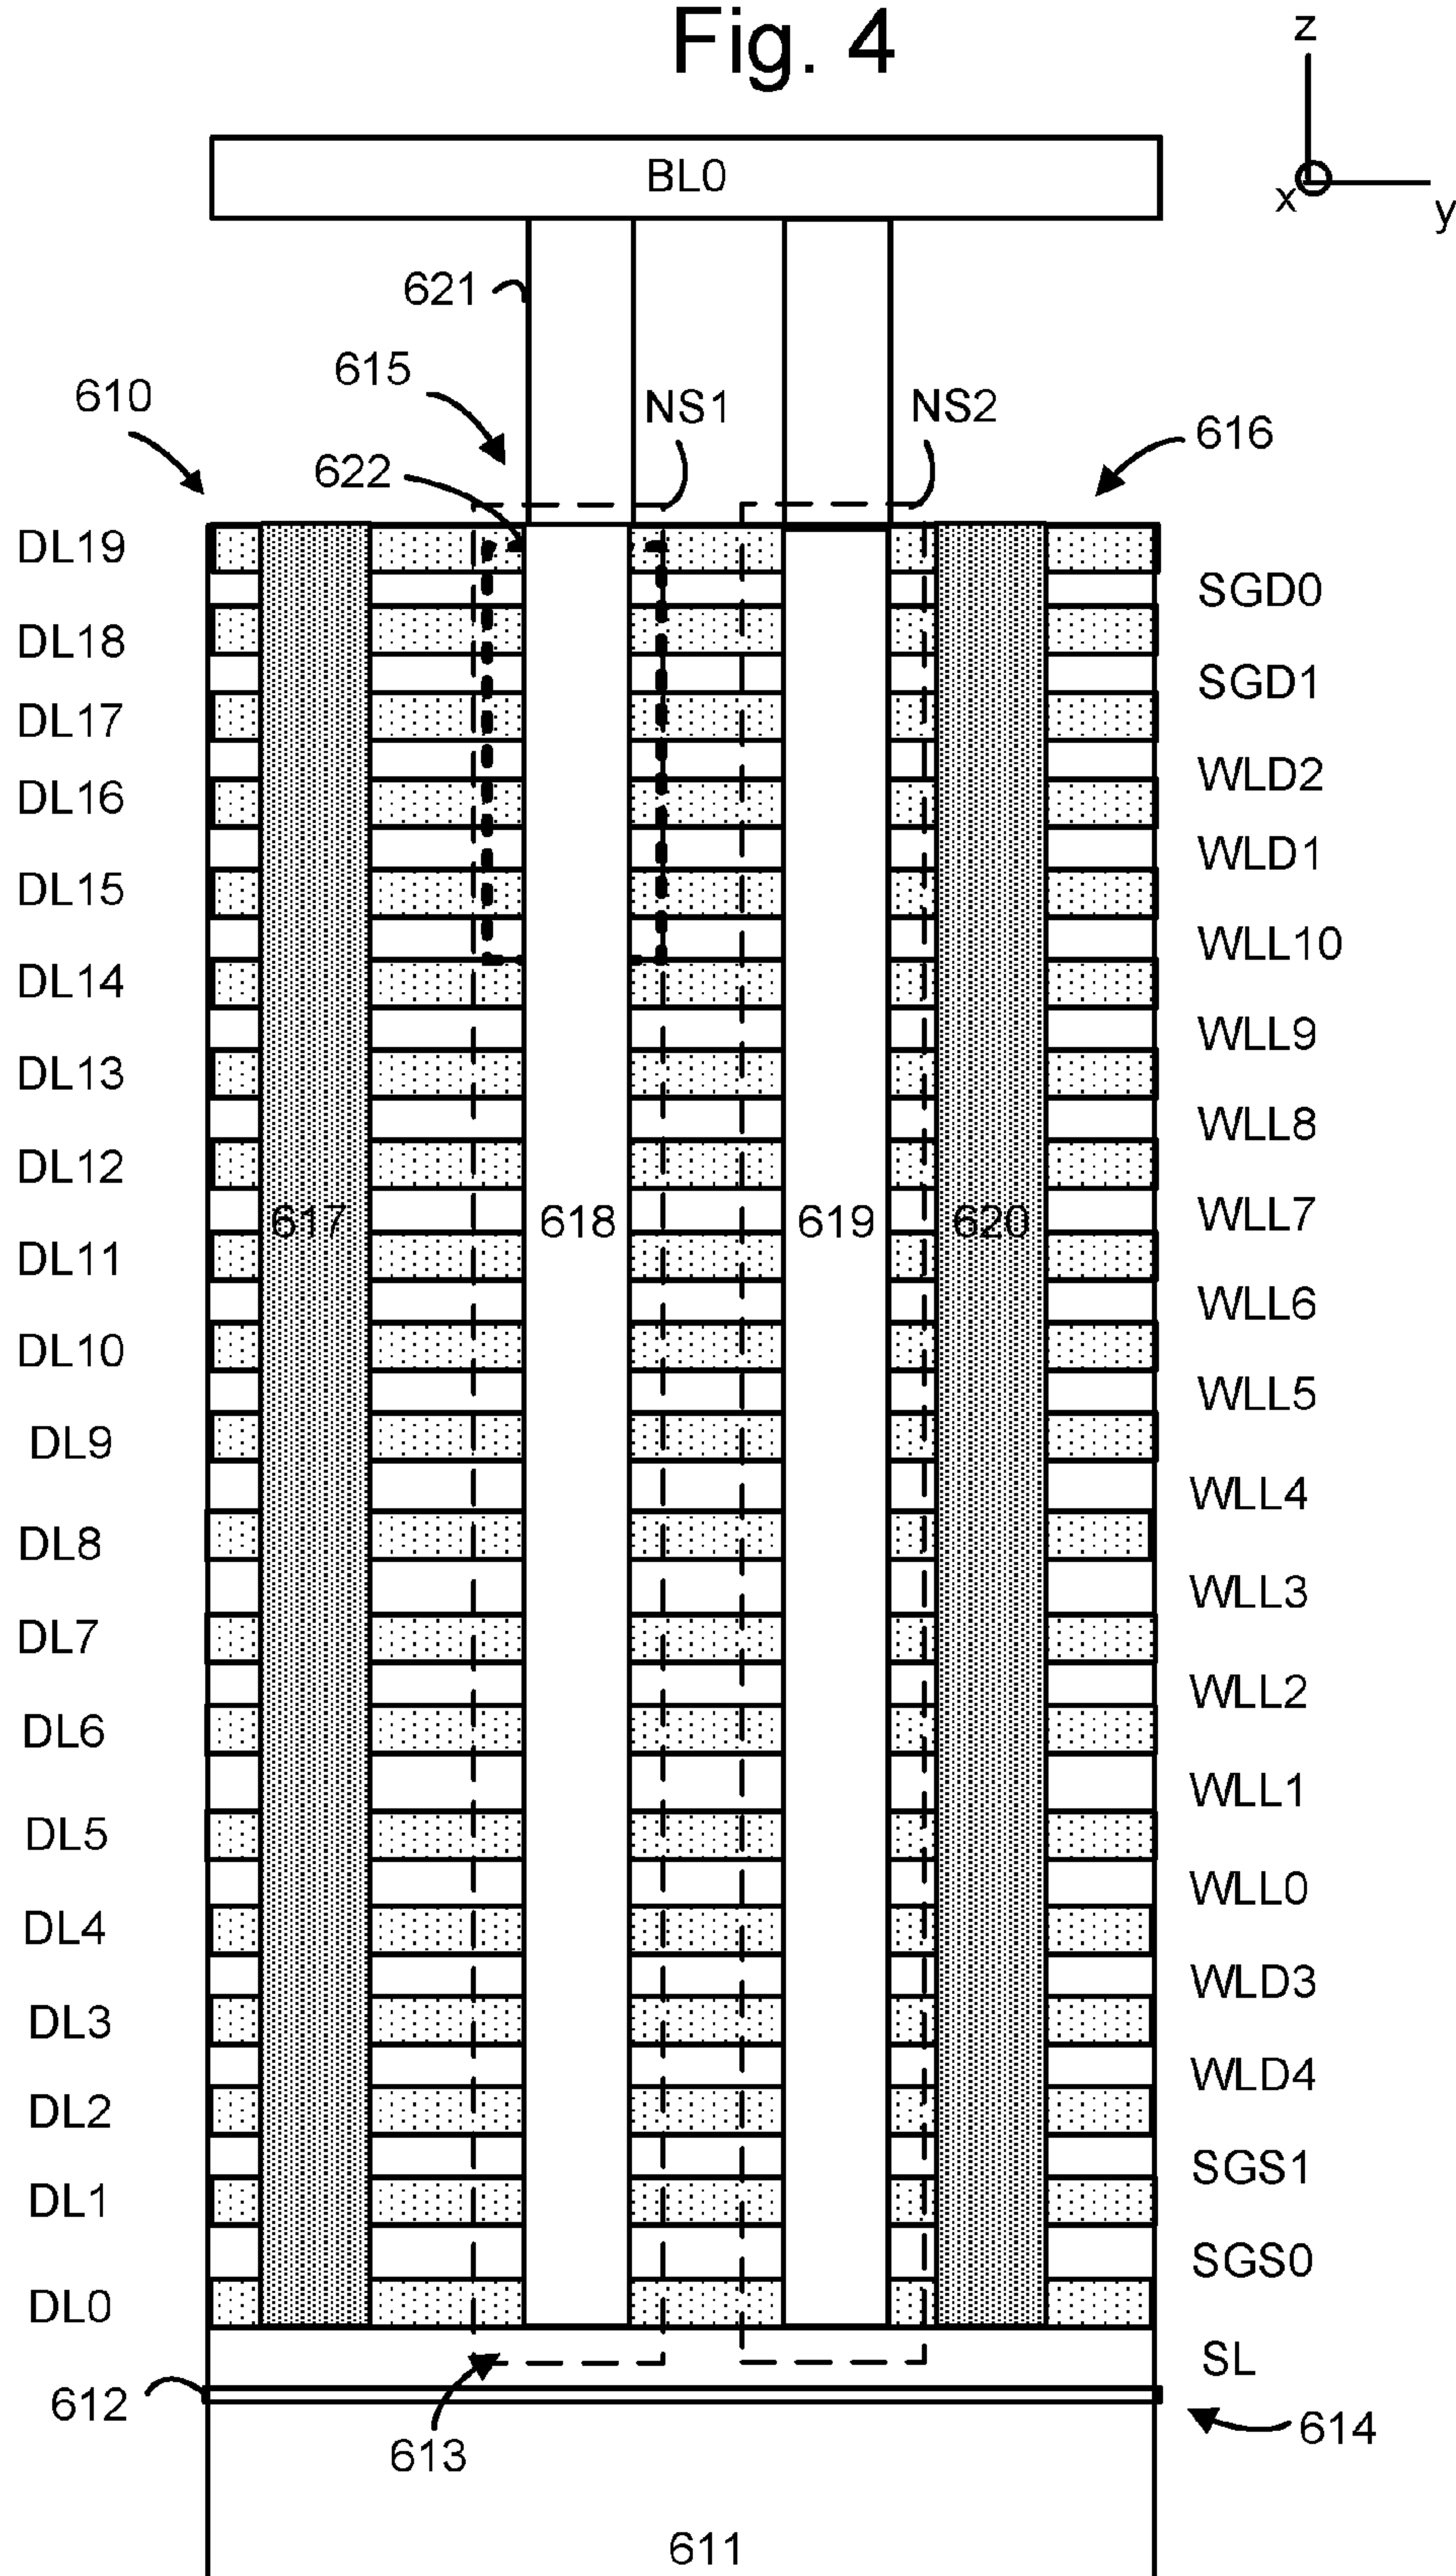 Fig. 4
z
x
y
BL0
621
615
NS1
NS2
610
622
616
DL19
SGD0
DL18
SGD1
DL17
WLD2
DL16
WLD1
DL15
WLL10
DL14
WLL9
DL13
WLL8
DL12
WLL7
617
618
619
620
DL11
WLL6
DL10
WLL5
DL9
WLL4
DL8
WLL3
DL7
WLL2
DL6
WLL1
DL5
WLL0
DL4
WLD3
DL3
WLD4
DL2
SGS1
DL1
SGS0
DL0
SL
612
613
614
611